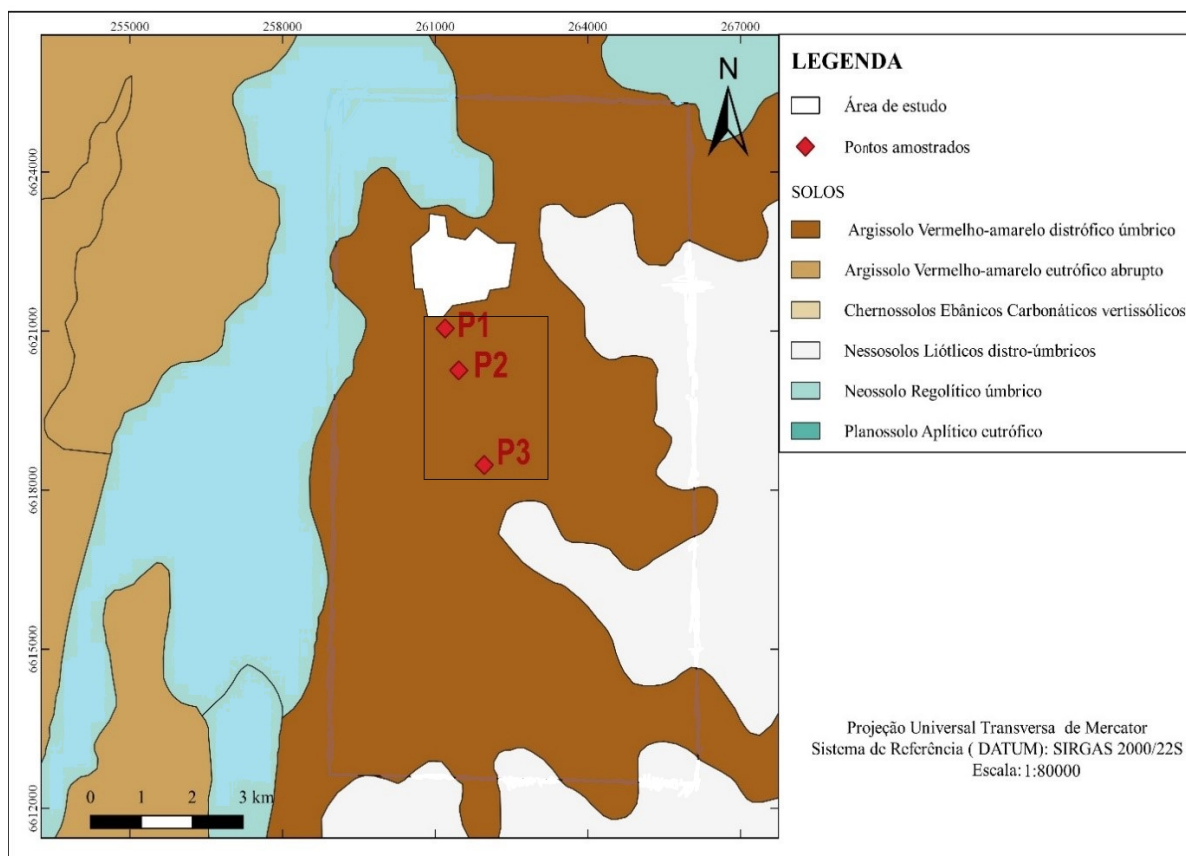 255000
258000
261000
264000
267000
6624000
6621000
6618000
6615000
6612000
N
P1
P2
P3
0 1 2 3 km
LEGENDA
Área de estudo
Pontos amostrados
SOLOS
Argissolo Vermelho-amarelo distrófico úmbrico
Argissolo Vermelho-amarelo eutrófico abrupto
Chernossolos Ebânicos Carbonáticos vertissólicos
Nessosolos Liótlicos distro-úmbricos
Neossolo Regolítico úmbrico
Planossolo Aplítico eutrófico
Projeção Universal Transversa de Mercator
Sistema de Referência ( DATUM): SIRGAS 2000/22S
Escala:1:80000